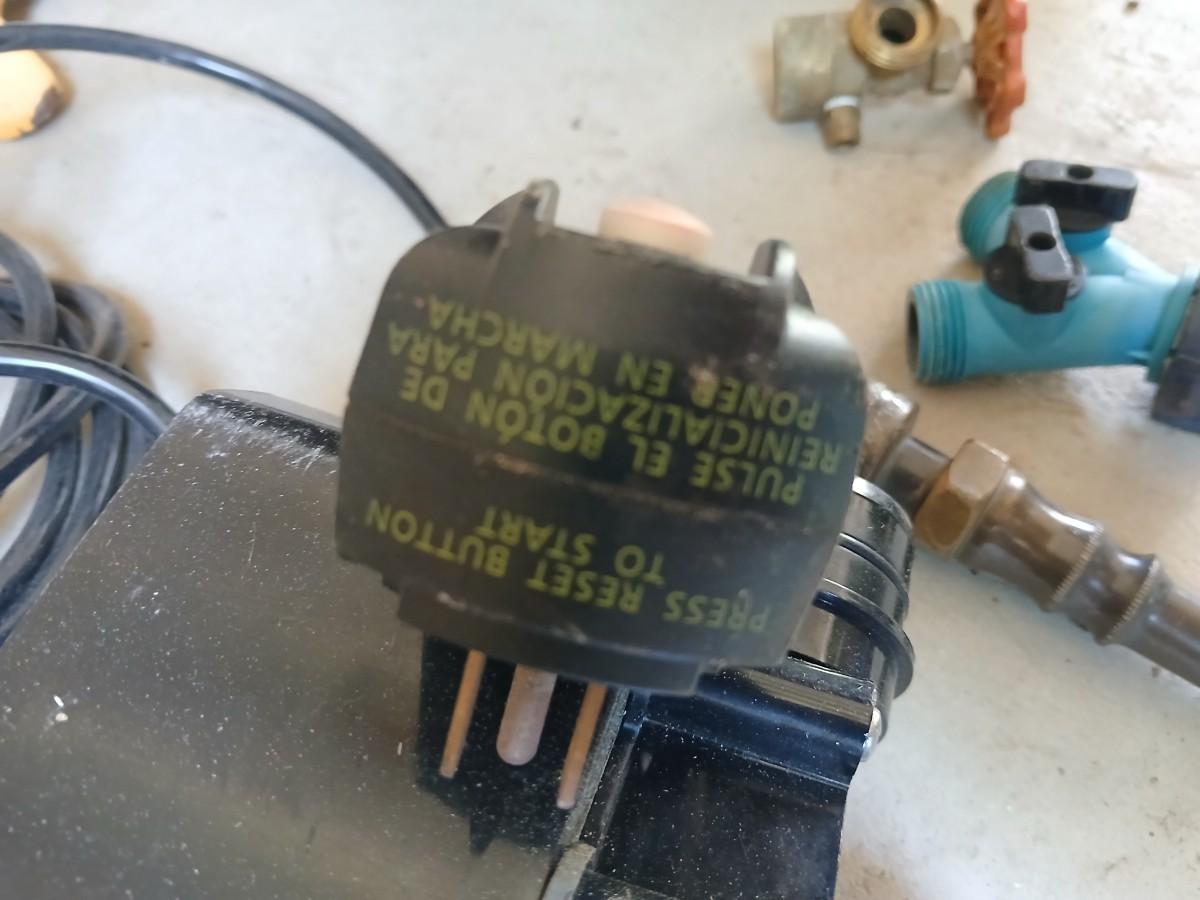 PRESS RESET BUTTON
TO START
PULSE EL BOTÓN DE
REINICIALIZACIÓN PARA
PONER EN MARCHA